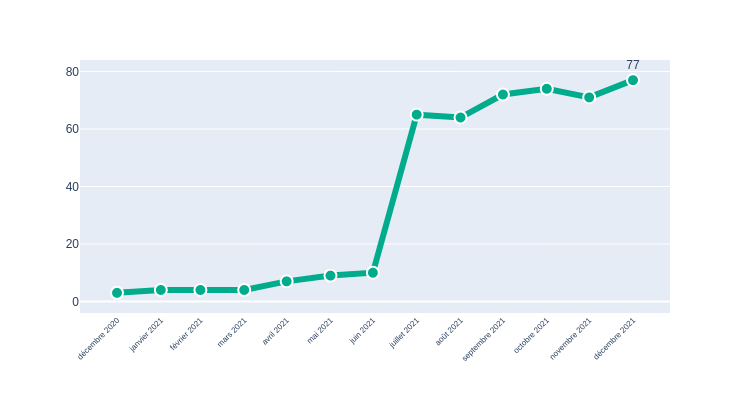 77
80
60
40
20
0
décembre 2020
janvier 2021
février 2021
mars 2021
avril 2021
mai 2021
juin 2021
juillet 2021
août 2021
septembre 2021
octobre 2021
novembre 2021
décembre 2021